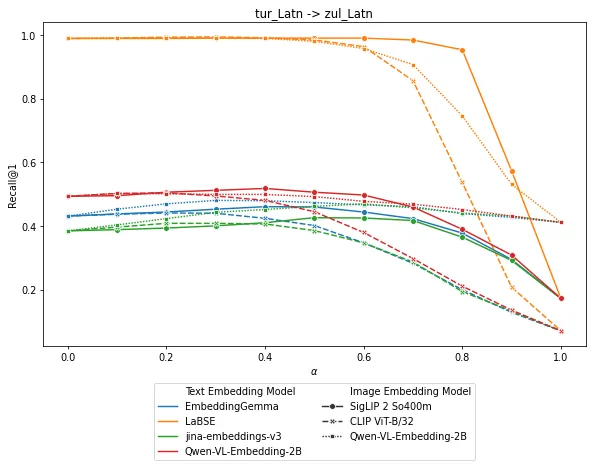 tur_Latn -> zul_Latn
Recall@1
1.0
0.8
0.6
0.4
0.2
0.0 0.2 0.4 0.6 0.8 1.0
α
Text Embedding Model
EmbeddingGemma
LaBSE
jina-embeddings-v3
Qwen-VL-Embedding-2B
Image Embedding Model
SigLIP 2 So400m
CLIP ViT-B/32
Qwen-VL-Embedding-2B